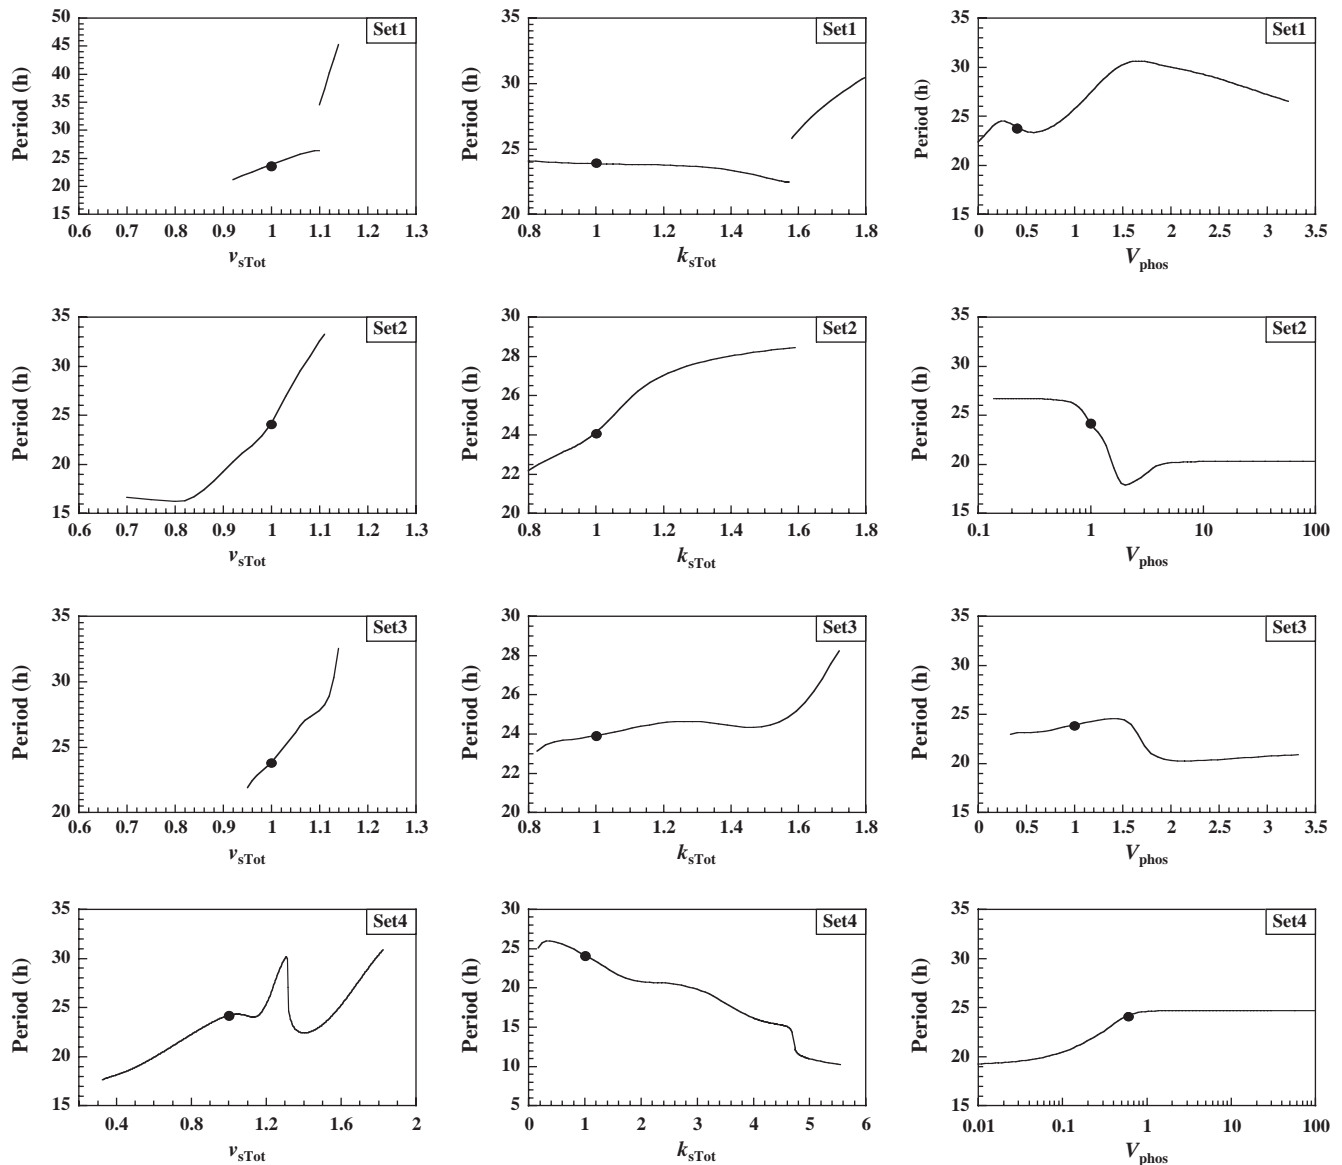 Set1
Period (h)
50
45
40
35
30
25
20
15
0.6 0.7 0.8 0.9 1 1.1 1.2 1.3
vsTot
Set1
Period (h)
35
30
25
20
0.8 1 1.2 1.4 1.6 1.8
ksTot
Set1
Period (h)
35
30
25
20
15
0 0.5 1 1.5 2 2.5 3 3.5
Vphos
Set2
Period (h)
35
30
25
20
15
0.6 0.7 0.8 0.9 1 1.1 1.2 1.3
vsTot
Set2
Period (h)
30
28
26
24
22
20
0.8 1 1.2 1.4 1.6 1.8
ksTot
Set2
Period (h)
35
30
25
20
15
0.1 1 10 100
Vphos
Set3
Period (h)
35
30
25
20
0.6 0.7 0.8 0.9 1 1.1 1.2 1.3
vsTot
Set3
Period (h)
30
28
26
24
22
20
0.8 1 1.2 1.4 1.6 1.8
ksTot
Set3
Period (h)
35
30
25
20
15
0 0.5 1 1.5 2 2.5 3 3.5
Vphos
Set4
Period (h)
35
30
25
20
15
0.4 0.8 1.2 1.6 2
vsTot
Set4
Period (h)
30
25
20
15
10
5
0 1 2 3 4 5 6
ksTot
Set4
Period (h)
35
30
25
20
15
0.01 0.1 1 10 100
Vphos